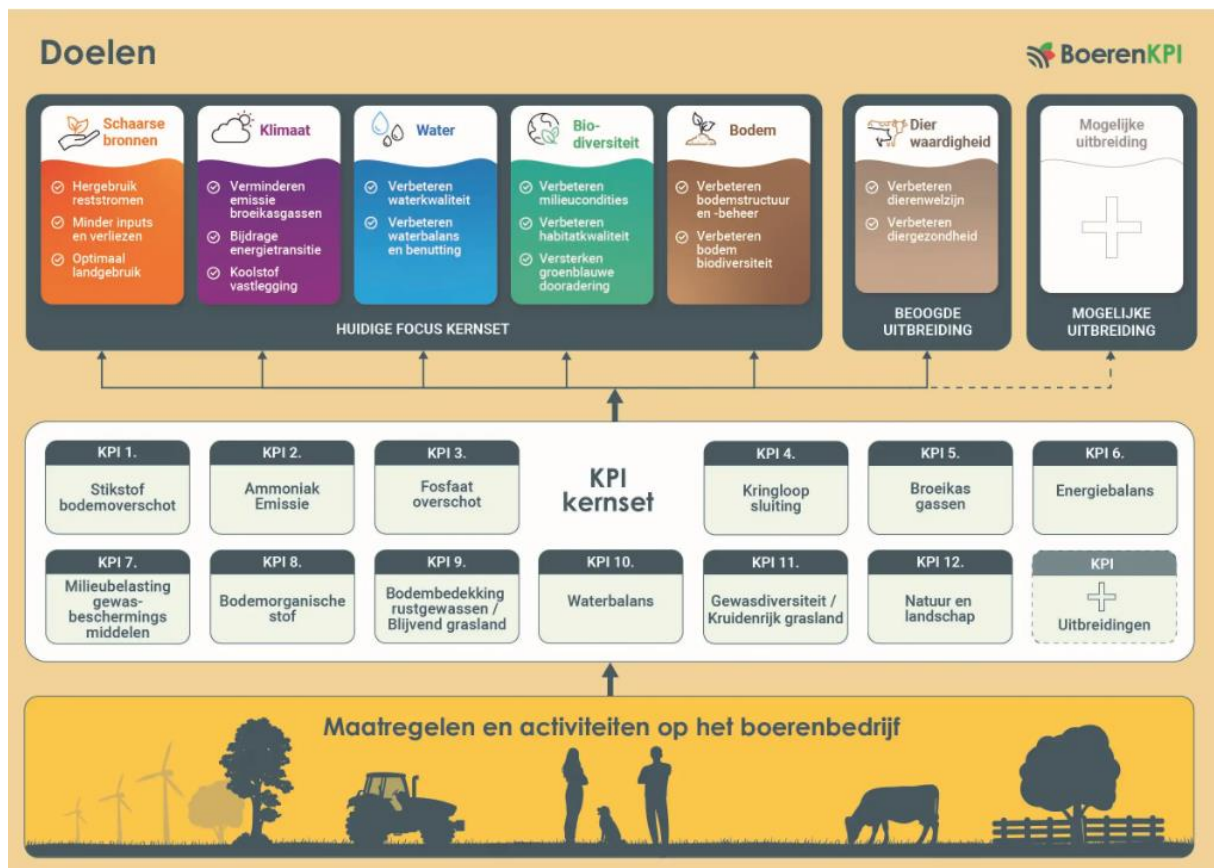 Doelen
BoerenKPI
Schaarse
bronnen
Hergebruik
reststromen
Minder inputs
en verliezen
Optimaal
landgebruik
Klimaat
Verminderen
emissie
broeikasgassen
Bijdrage
energietransitie
Koolstof
vastlegging
Water
Verbeteren
waterkwaliteit
Verbeteren
waterbalans
en benutting
Bio-
diversiteit
Verbeteren
milieucondities
Verbeteren
habitatkwaliteit
Versterken
groenblauwe
dooradering
Bodem
Verbeteren
bodemstructuur
en -beheer
Verbeteren
bodem
biodiversiteit
HUIDIGE FOCUS KERNSET
Dier
waardigheid
Verbeteren
dierenwelzijn
Verbeteren
diergezondheid
BEOOGDE
UITBREIDING
Mogelijke
uitbreiding
MOGELIJKE
UITBREIDING
KPI 1.
Stikstof
bodemoverschot
KPI 2.
Ammoniak
Emissie
KPI 3.
Fosfaat
overschot
KPI
kernset
KPI 4.
Kringloop
sluiting
KPI 5.
Broeikas
gassen
KPI 6.
Energiebalans
KPI 7.
Milieubelasting
gewas-
beschermings
middelen
KPI 8.
Bodemorganische
stof
KPI 9.
Bodembedekking
rustgewassen /
Blijvend grasland
KPI 10.
Waterbalans
KPI 11.
Gewasdiversiteit /
Kruidenrijk grasland
KPI 12.
Natuur en
landschap
KPI
Uitbreidingen
Maatregelen en activiteiten op het boerenbedrijf